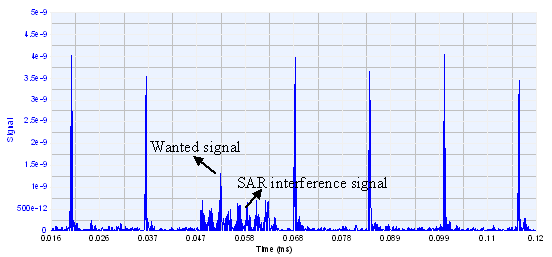 5e-9
4.5e-9
4e-9
3.5e-9
3e-9
2.5e-9
2e-9
1.5e-9
1e-9
500e-12
0
Signal
Wanted signal
SAR interference signal
0.016 0.026 0.037 0.047 0.058 0.068 0.078 0.089 0.099 0.11 0.12
Time (ms)